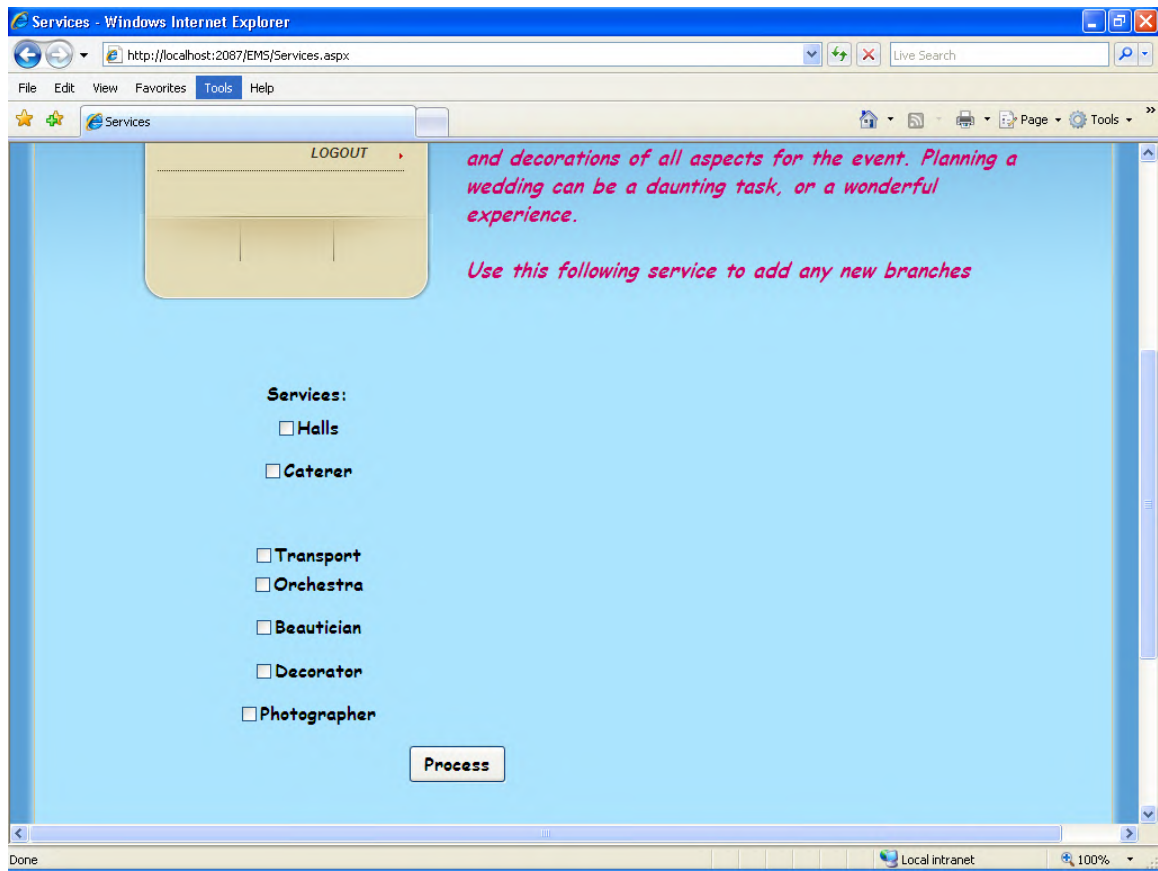 Services - Windows Internet Explorer
http://localhost:2087/EMS/Services.aspx
Live Search
File Edit View Favorites Tools Help
Services
Page Tools »
LOGOUT
and decorations of all aspects for the event. Planning a
wedding can be a daunting task, or a wonderful
experience.
Use this following service to add any new branches
Services:
Halls
Caterer
Transport
Orchestra
Beautician
Decorator
Photographer
Process
Done
Local intranet
100%